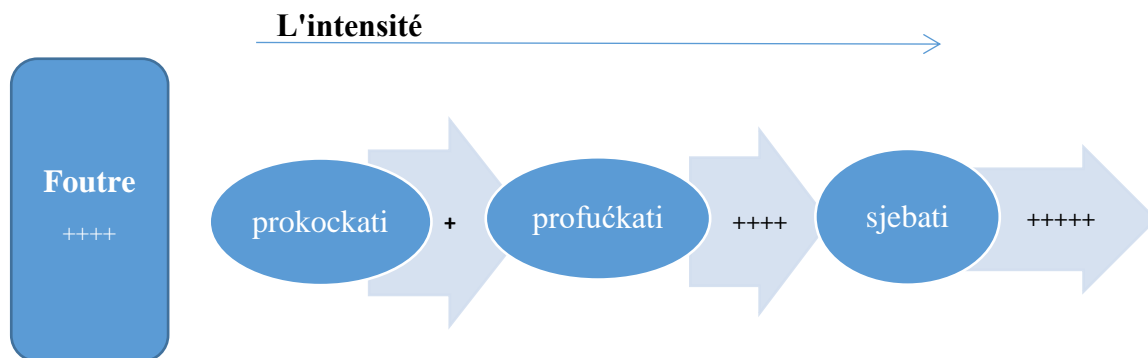 L'intensité
Foutre
++++
prokockati
+
profućkati
++++
sjebati
+++++